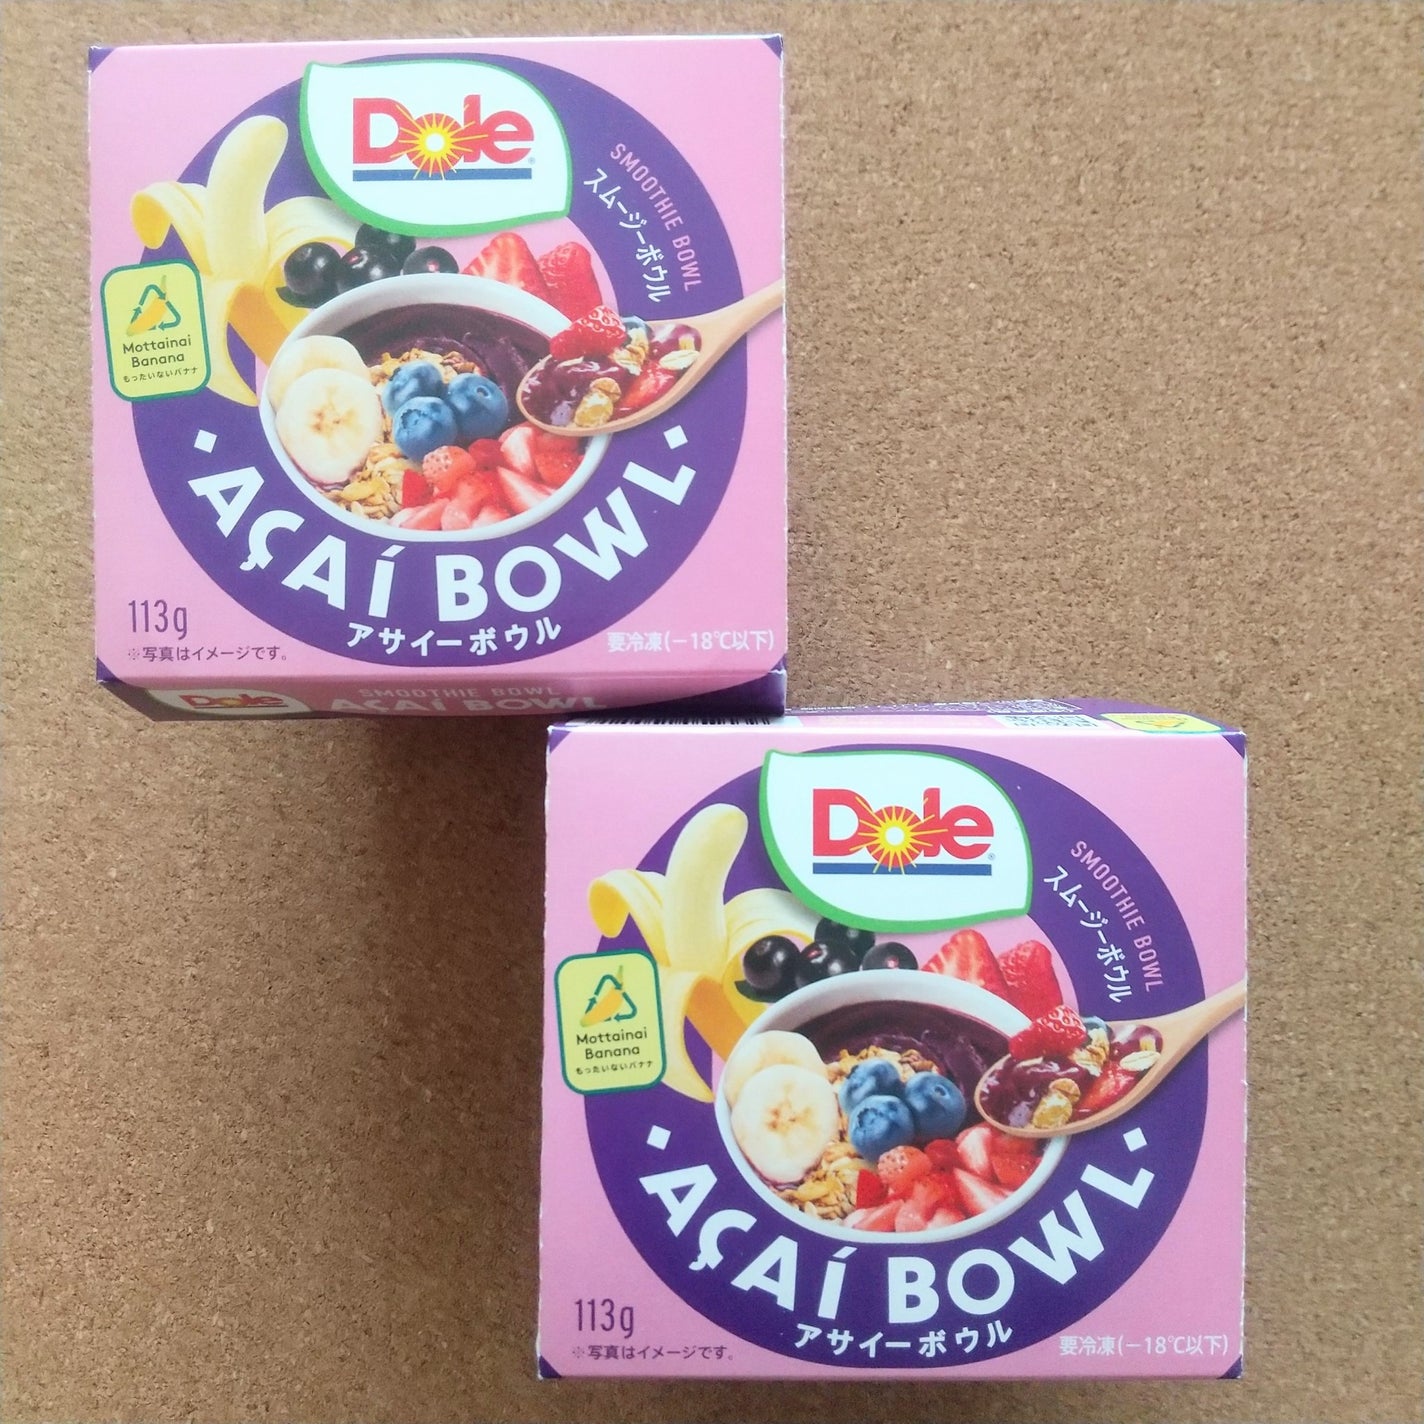 Dole
SMOOTHIE BOWL
スムージーボウル
Mottainai
Banana
もったいないバナナ
AÇAÍ BOWL
アサイーボウル
113g
※写真はイメージです。
要冷凍(－18℃以下)
Dole
SMOOTHIE BOWL
AÇAÍ BOWL
Dole
SMOOTHIE BOWL
スムージーボウル
Mottainai
Banana
もったいないバナナ
AÇAÍ BOWL
アサイーボウル
113g
※写真はイメージです。
要冷凍(－18℃以下)